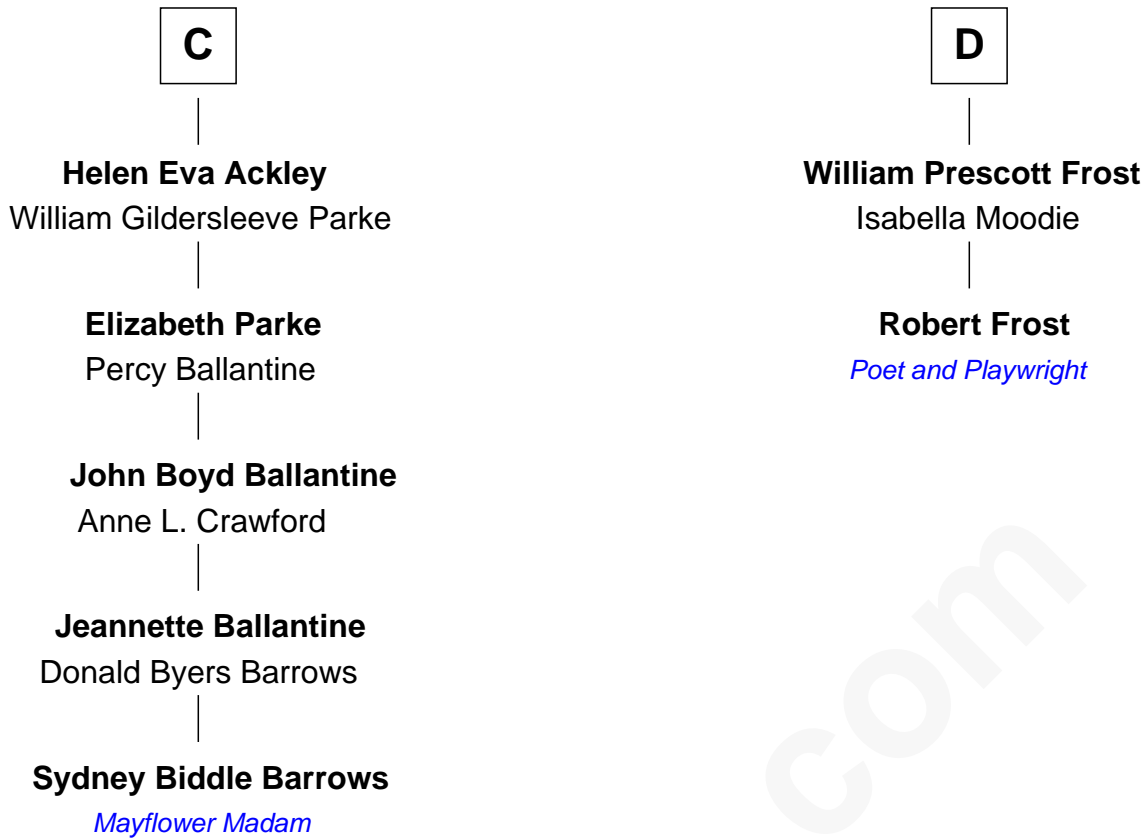 C
Helen Eva Ackley
William Gildersleeve Parke
Elizabeth Parke
Percy Ballantine
John Boyd Ballantine
Anne L. Crawford
Jeannette Ballantine
Donald Byers Barrows
Sydney Biddle Barrows
Mayflower Madam
D
William Prescott Frost
Isabella Moodie
Robert Frost
Poet and Playwright
com